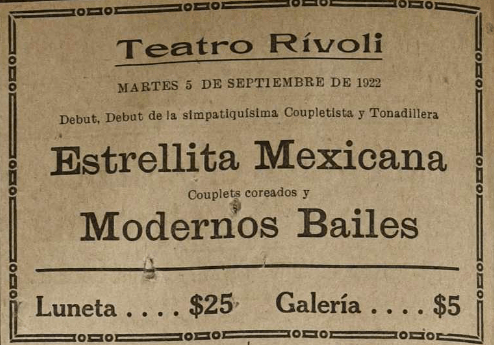 Teatro Rívoli
MARTES 5 DE SEPTIEMBRE DE 1922
Debut, Debut de la simpatiquísima Coupletista y Tonadillera
Estrellita Mexicana
Couplets coreados y
Modernos Bailes
Luneta .... $25 Galería .... $5